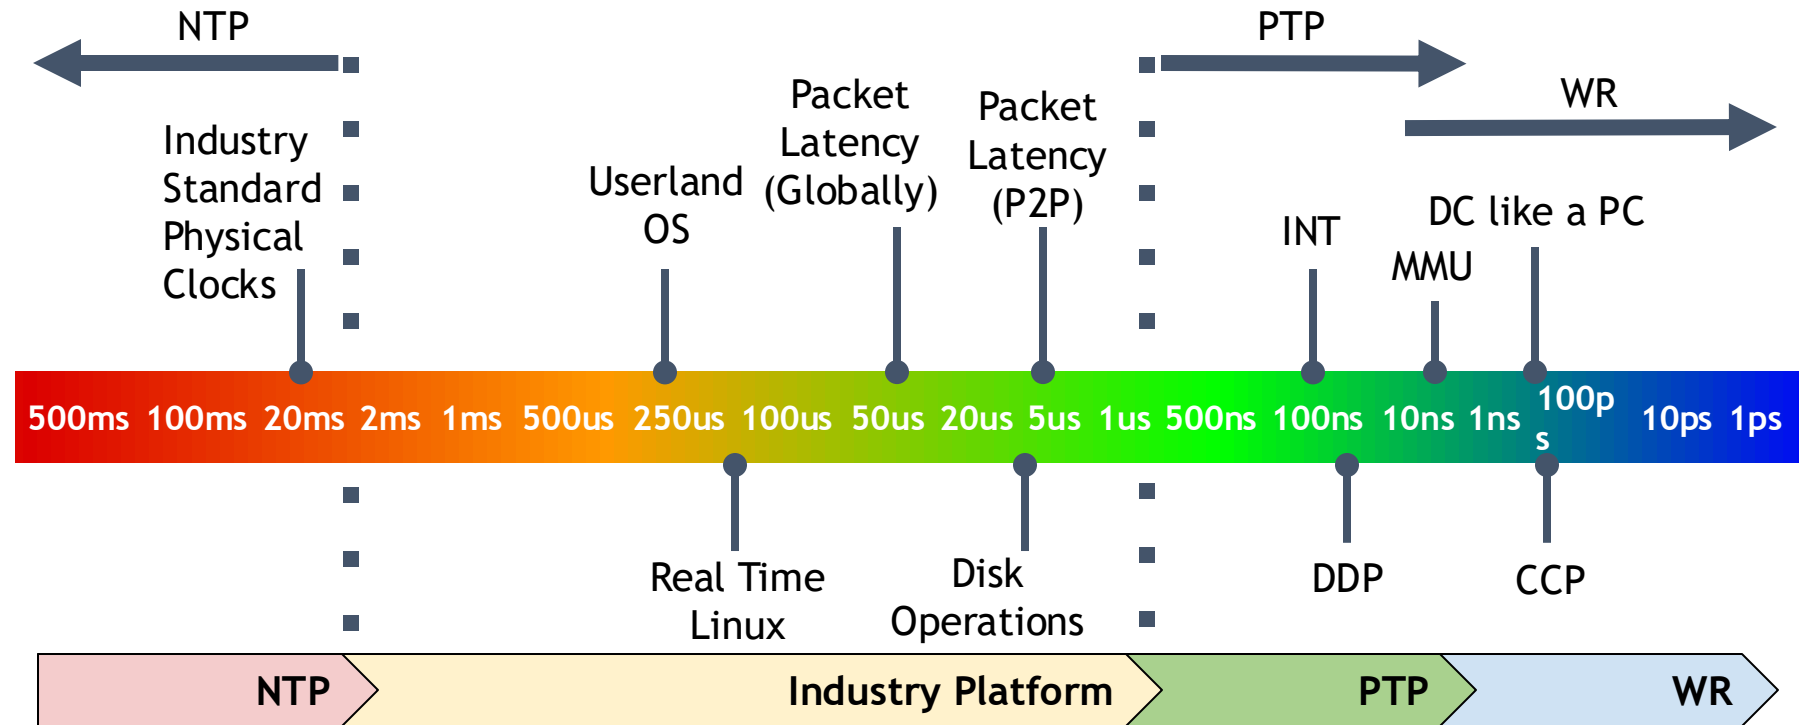 NTP
PTP
WR
Industry
Standard
Physical
Clocks
Userland
OS
Packet
Latency
(Globally)
Packet
Latency
(P2P)
INT
MMU
DC like a PC
500ms 100ms 20ms 2ms 1ms 500us 250us 100us 50us 20us 5us 1us 500ns 100ns 10ns 1ns 100p
s
10ps 1ps
Real Time
Linux
Disk
Operations
DDP
CCP
NTP
Industry Platform
PTP
WR